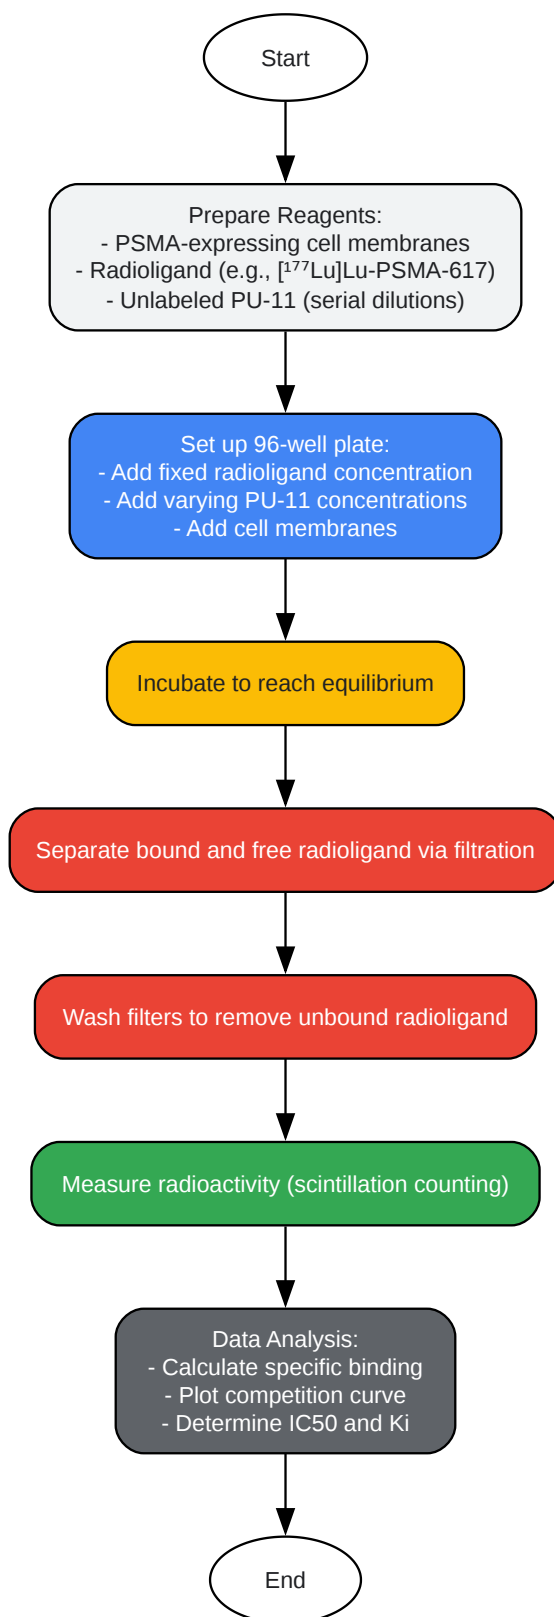 Start
Prepare Reagents:
- PSMA-expressing cell membranes
- Radioligand (e.g., [¹⁷⁷Lu]Lu-PSMA-617)
- Unlabeled PU-11 (serial dilutions)
Set up 96-well plate:
- Add fixed radioligand concentration
- Add varying PU-11 concentrations
- Add cell membranes
Incubate to reach equilibrium
Separate bound and free radioligand via filtration
Wash filters to remove unbound radioligand
Measure radioactivity (scintillation counting)
Data Analysis:
- Calculate specific binding
- Plot competition curve
- Determine IC50 and Ki
End